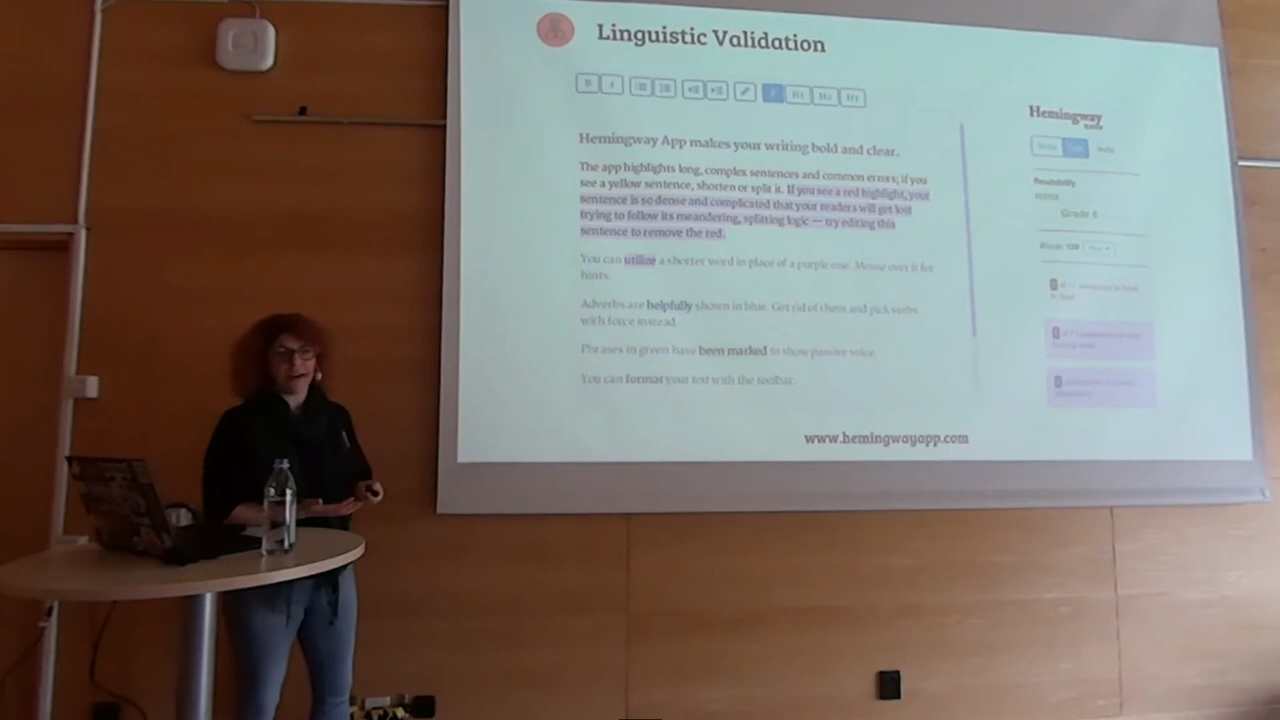 Linguistic Validation
B I
H1 H2 H3
Hemingway App makes your writing bold and clear.
The app highlights long, complex sentences and common errors; if you
see a yellow sentence, shorten or split it. If you see a red highlight, your
sentence is so dense and complicated that your readers will get lost
trying to follow its meandering, splitting logic — try editing this
sentence to remove the red.
You can utilize a shorter word in place of a purple one. Mouse over it for
hints.
Adverbs are helpfully shown in blue. Get rid of them and pick verbs
with force instead.
Phrases in green have been marked to show passive voice.
You can format your text with the toolbar.
Hemingway
Readability
Grade 6
www.hemingwayapp.com